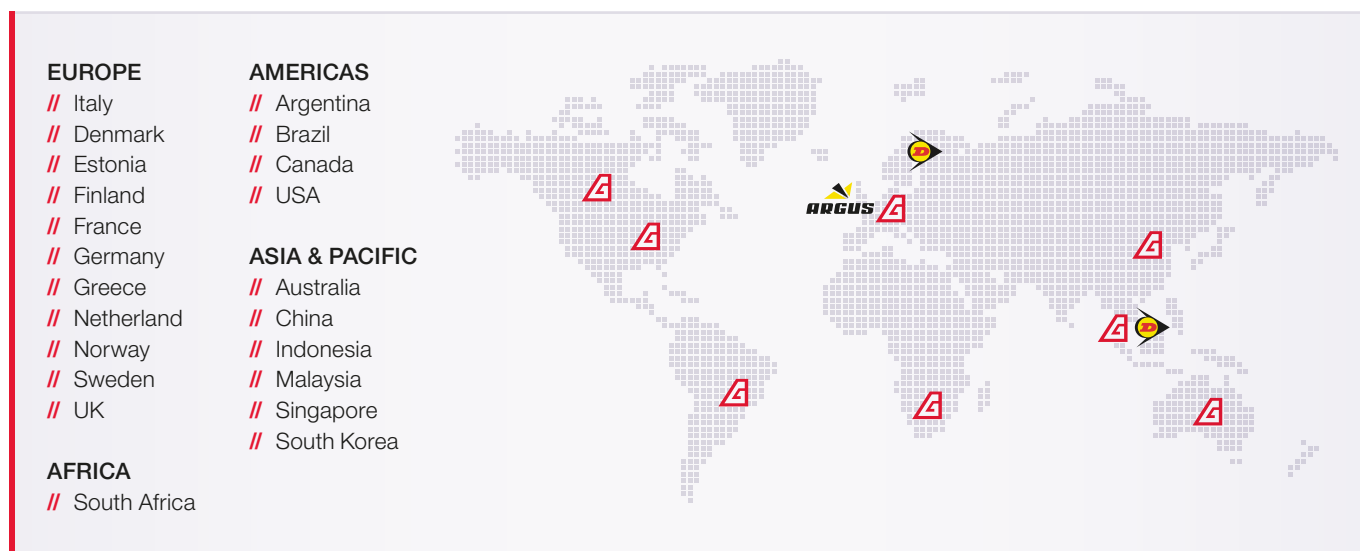 EUROPE
// Italy
// Denmark
// Estonia
// Finland
// France
// Germany
// Greece
// Netherland
// Norway
// Sweden
// UK
AFRICA
// South Africa
AMERICAS
// Argentina
// Brazil
// Canada
// USA
ASIA & PACIFIC
// Australia
// China
// Indonesia
// Malaysia
// Singapore
// South Korea
D
ARGUS
D